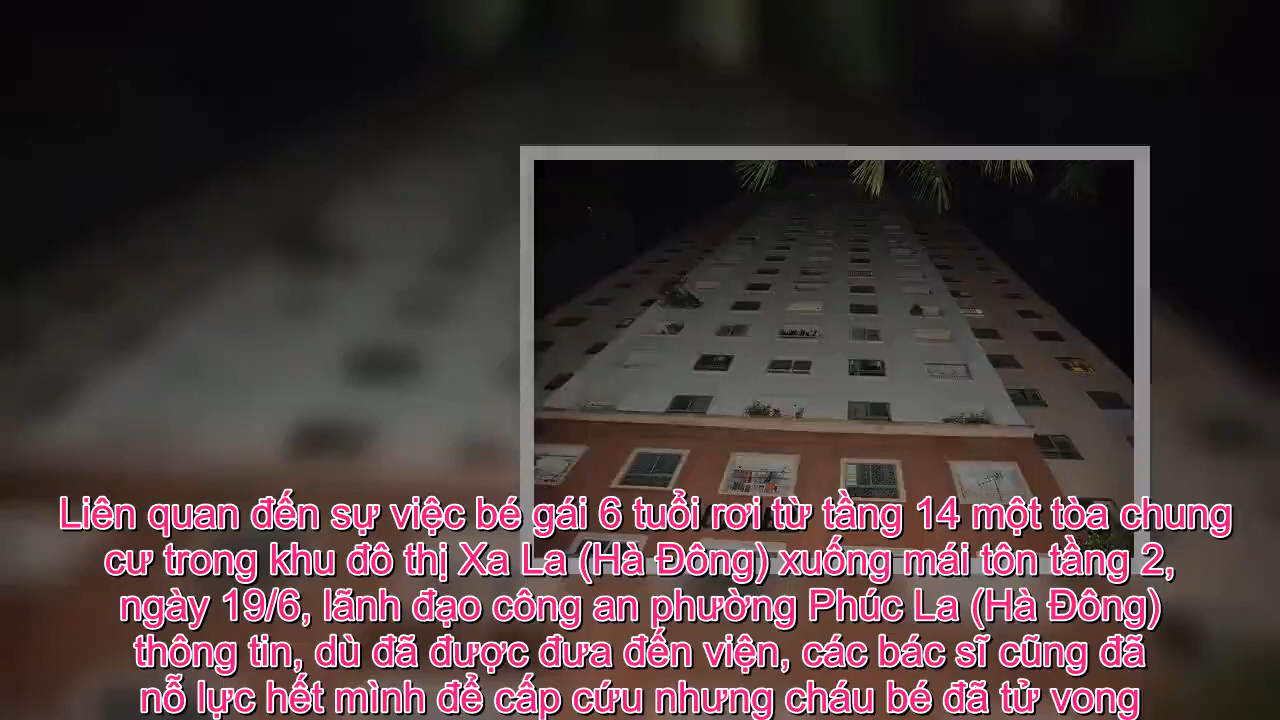 Liên quan đến sự việc bé gái 6 tuổi rơi từ tầng 14 một tòa chung
cư trong khu đô thị Xa La (Hà Đông) xuống mái tôn tầng 2,
ngày 19/6, lãnh đạo công an phường Phúc La (Hà Đông)
thông tin, dù đã được đưa đến viện, các bác sĩ cũng đã
nỗ lực hết mình để cấp cứu nhưng cháu bé đã tử vong